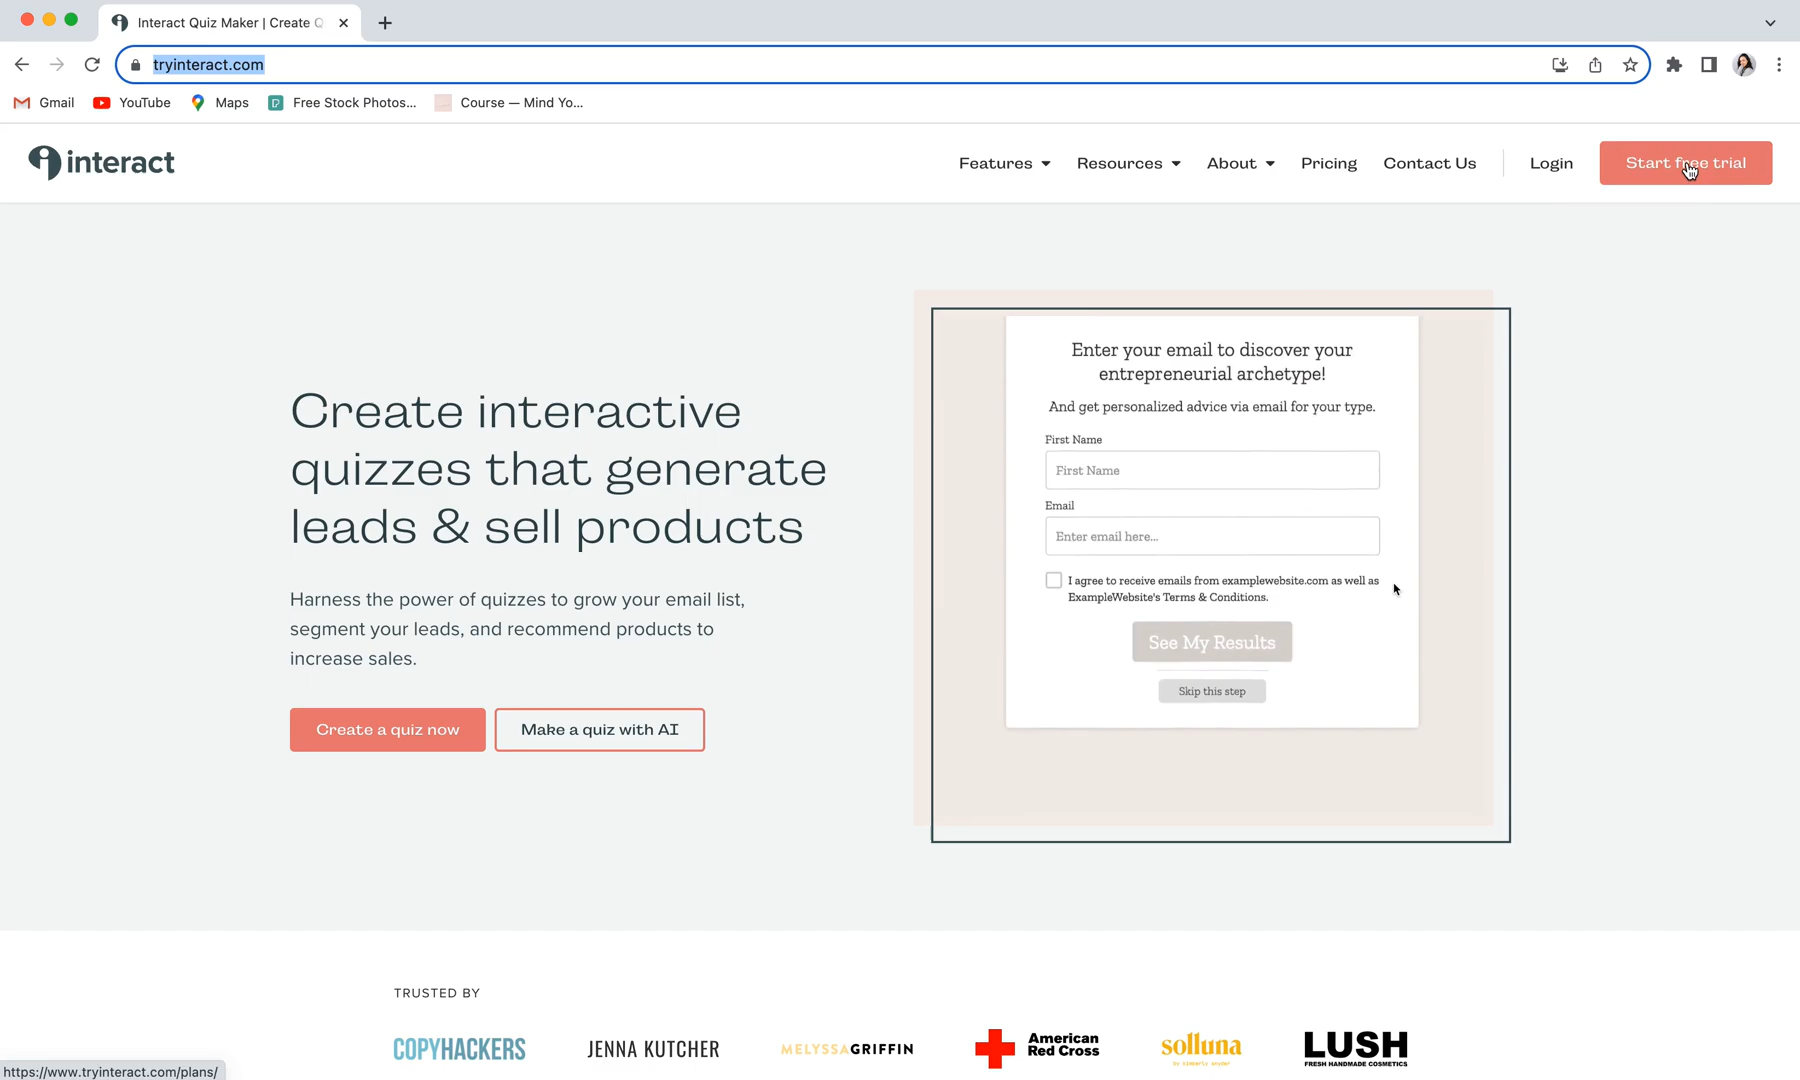 Interact Quiz Maker | Create Q
tryinteract.com
Gmail
YouTube
Maps
Free Stock Photos...
Course — Mind Yo...
interact
Features
Resources
About
Pricing
Contact Us
Login
Start free trial
Create interactive
quizzes that generate
leads & sell products
Harness the power of quizzes to grow your email list,
segment your leads, and recommend products to
increase sales.
Create a quiz now
Make a quiz with AI
Enter your email to discover your
entrepreneurial archetype!
And get personalized advice via email for your type.
First Name
First Name
Email
Enter email here...
I agree to receive emails from examplewebsite.com as well as
ExampleWebsite's Terms & Conditions.
See My Results
Skip this step
TRUSTED BY
COPYHACKERS
JENNA KUTCHER
MELYSSAGRIFFIN
American
Red Cross
solluna
by kimberly snyder
LUSH
FRESH HANDMADE COSMETICS
https://www.tryinteract.com/plans/